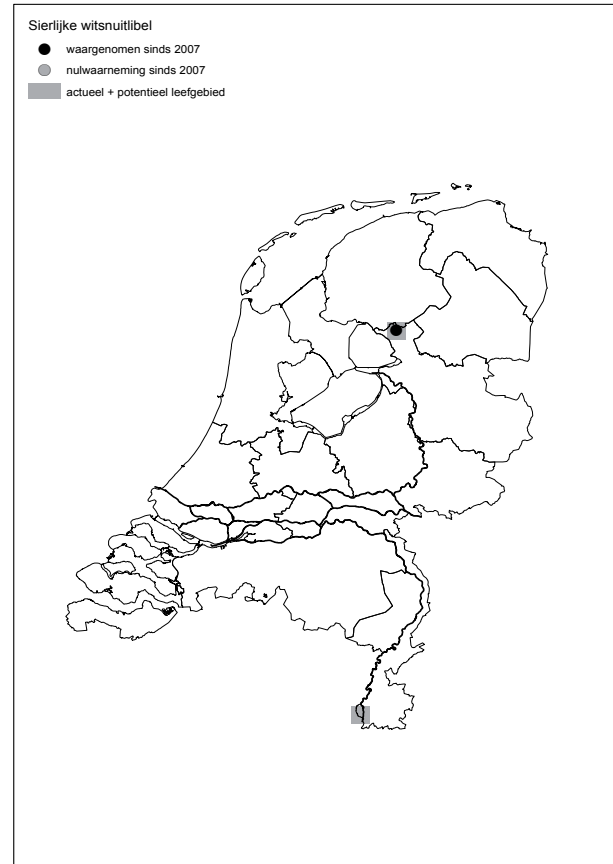 Sierlijke witsnuitlibel
waargenomen sinds 2007
nulwaarneming sinds 2007
actueel + potentieel leefgebied